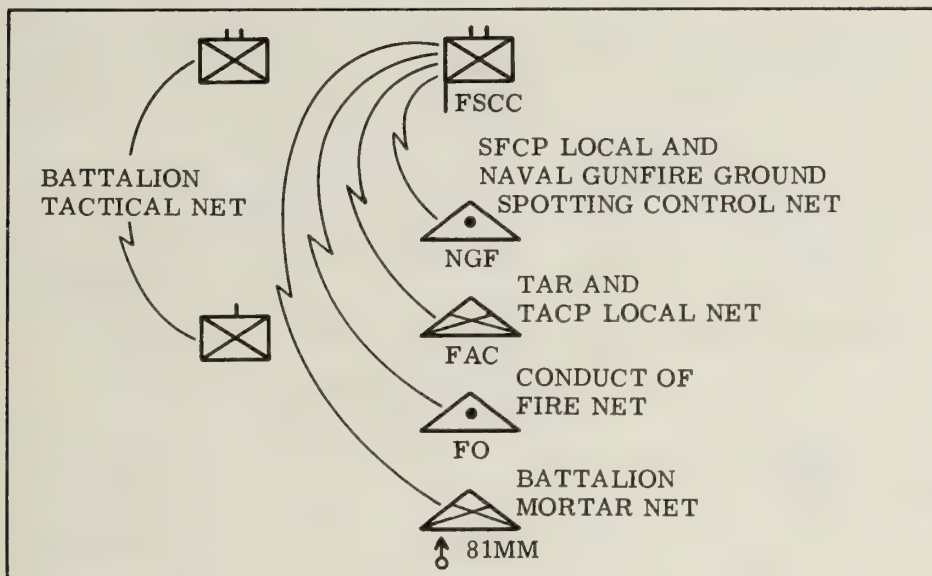 FSCC
SFCP LOCAL AND
NAVAL GUNFIRE GROUND
SPOTTING CONTROL NET
BATTALION
TACTICAL NET
NGF
TAR AND
TACP LOCAL NET
FAC
CONDUCT OF
FIRE NET
FO
BATTALION
MORTAR NET
81MM